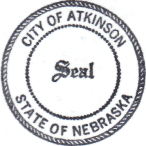 CITY OF ATKINSON
Seal
STATE OF NEBRASKA